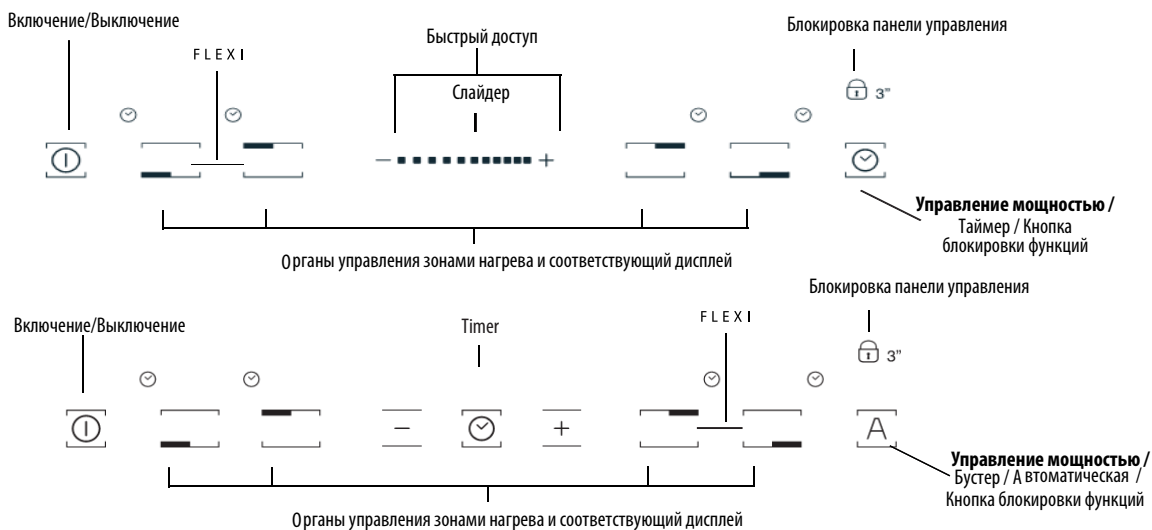 Включение/Выключение
FLEXI
Быстрый доступ
Слайдер
Блокировка панели управления
3"
− +
Управление мощностью /
Таймер / Кнопка
блокировки функций
Органы управления зонами нагрева и соответствующий дисплей
Блокировка панели управления
Включение/Выключение
Timer
FLEXI
3"
− +
A
Управление мощностью /
Бустер / А втоматическая /
Кнопка блокировки функций
Органы управления зонами нагрева и соответствующий дисплей